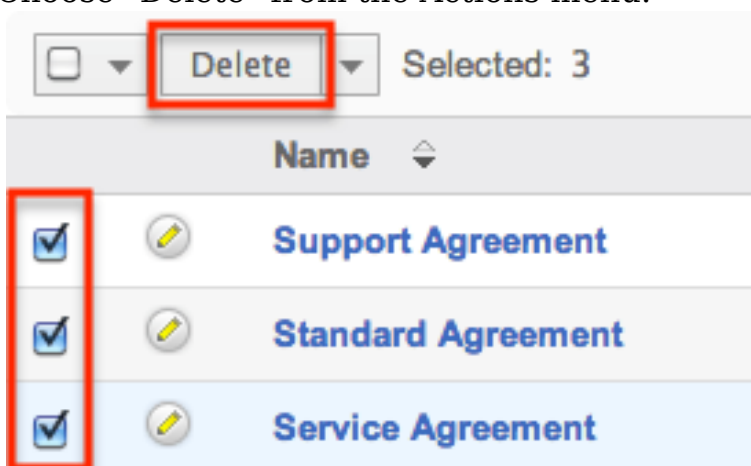 Choose "Delete" from the Actions menu.
Delete Selected: 3
Name
Support Agreement
Standard Agreement
Service Agreement